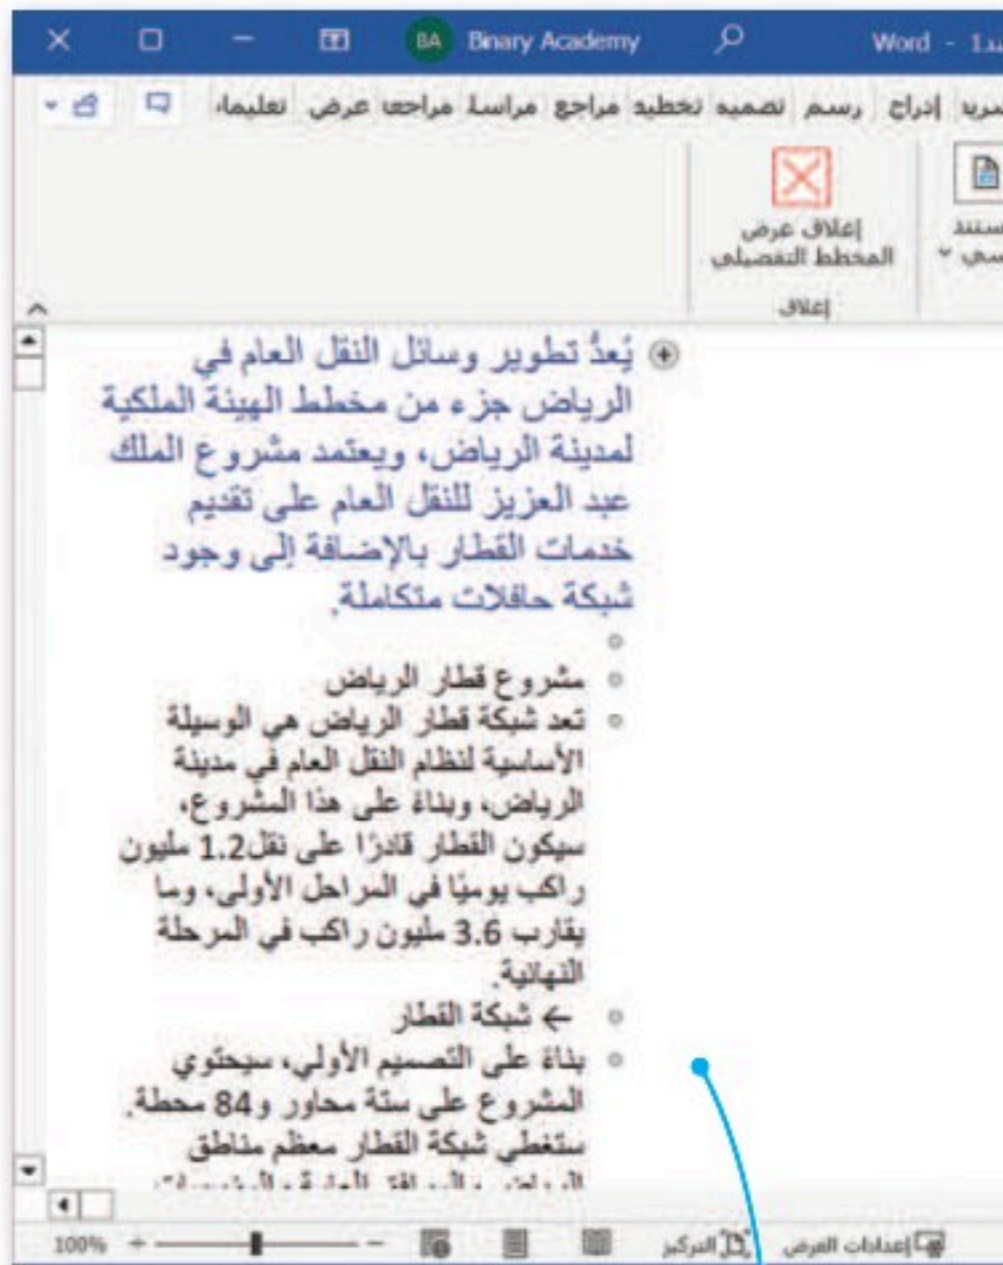 Word - Binary Academy BA
إدراج رسم تصميم تخطيط مراجع مراسلا مراجعة عرض تعليمات
إغلاق عرض
المخطط التفصيلي
إغلاق
يُعدُّ تطوير وسائل النقل العام في
الرياض جزء من مخطط الهيئة الملكية
لمدينة الرياض، ويعتمد مشروع الملك
عبد العزيز للنقل العام على تقديم
خدمات القطار بالإضافة إلى وجود
شبكة حافلات متكاملة.
مشروع قطار الرياض
تعد شبكة قطار الرياض هي الوسيلة
الأساسية لنظام النقل العام في مدينة
الرياض، وبناءً على هذا المشروع،
سيكون القطار قادرًا على نقل1.2 مليون
راكب يوميًا في المراحل الأولى، وما
يقارب 3.6 مليون راكب في المرحلة
النهائية.
← شبكة القطار
بناءً على التصميم الأولي، سيحتوي
المشروع على ستة محاور و84 محطة.
ستغطي شبكة القطار معظم مناطق
إعدادات العرض التركيز 100%